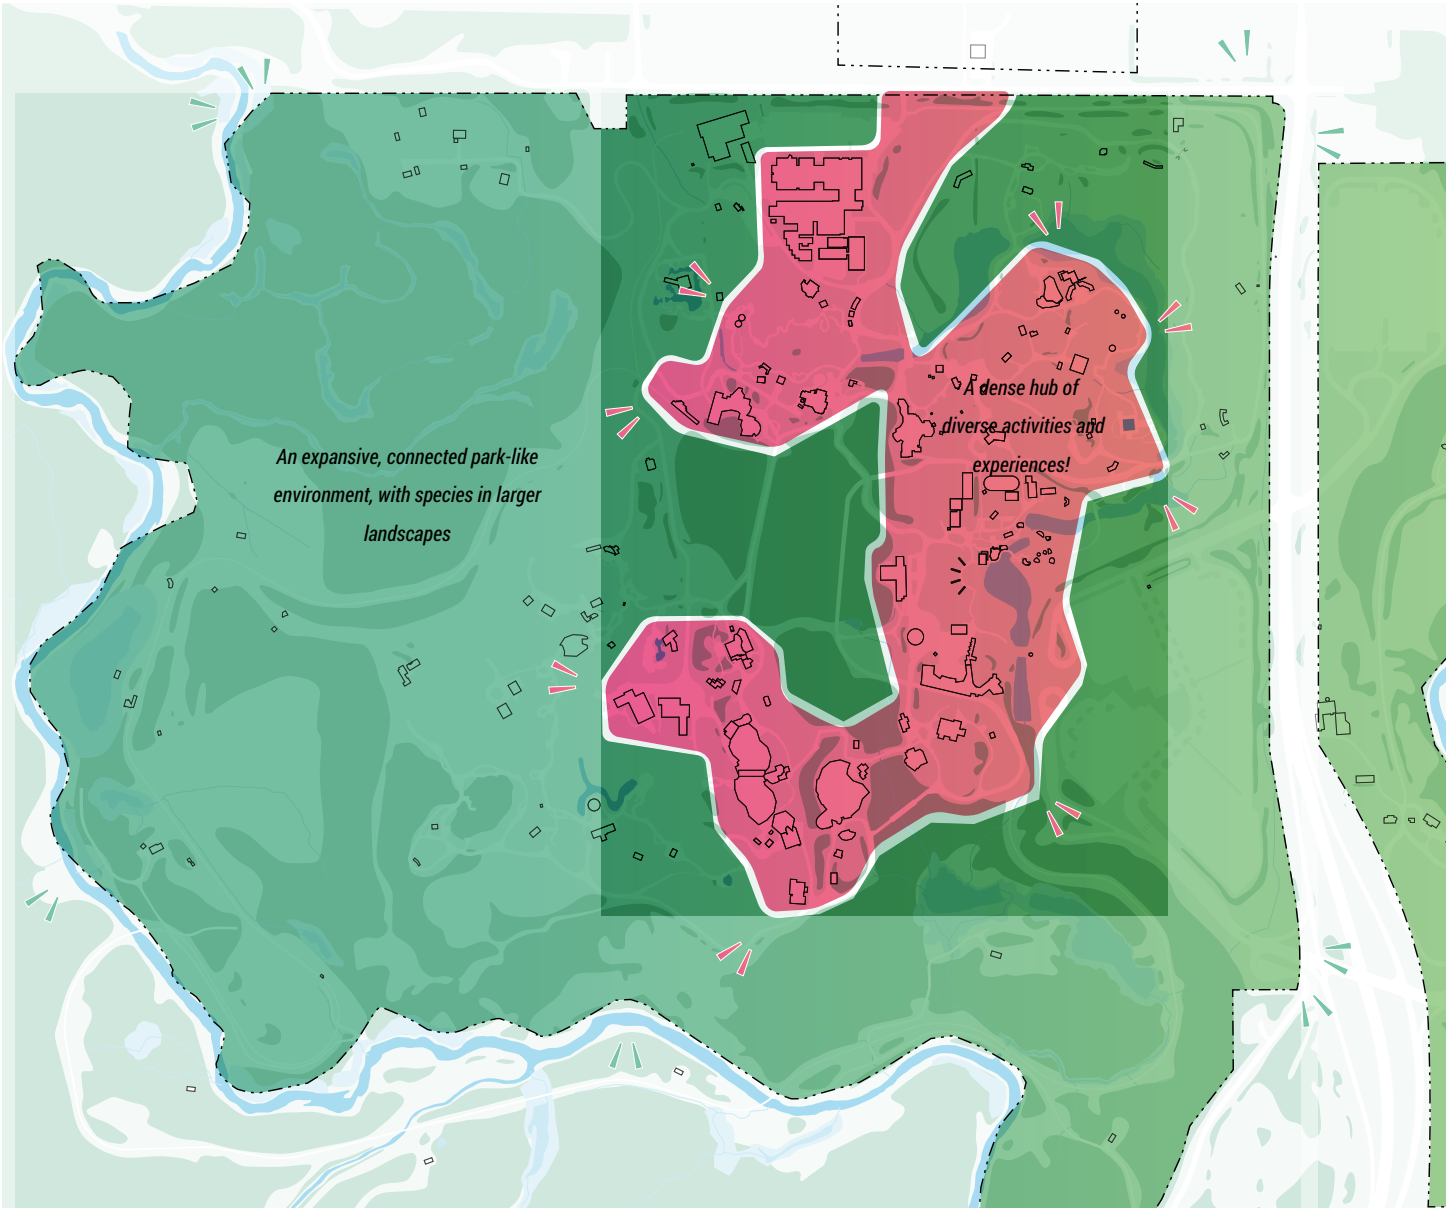 An expansive, connected park-like
environment, with species in larger
landscapes
A dense hub of
diverse activities and
experiences!